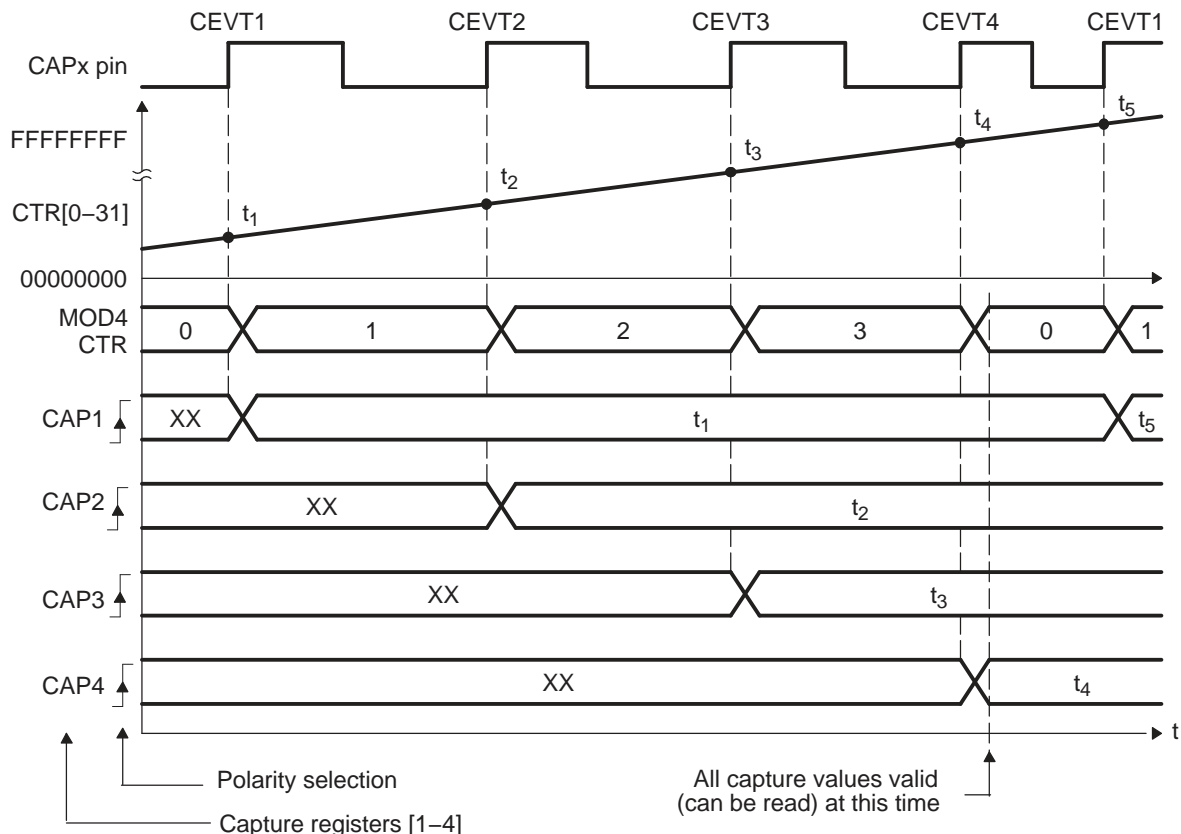 CEVT1 CEVT2 CEVT3 CEVT4 CEVT1
CAPx pin
FFFFFFFF
t5
t4
t3
t2
CTR[0–31]
t1
00000000
MOD4
CTR
0 1 2 3 0 1
CAP1 XX t1 t5
CAP2 XX t2
CAP3 XX t3
CAP4 XX t4
t
Polarity selection
All capture values valid
(can be read) at this time
Capture registers [1–4]